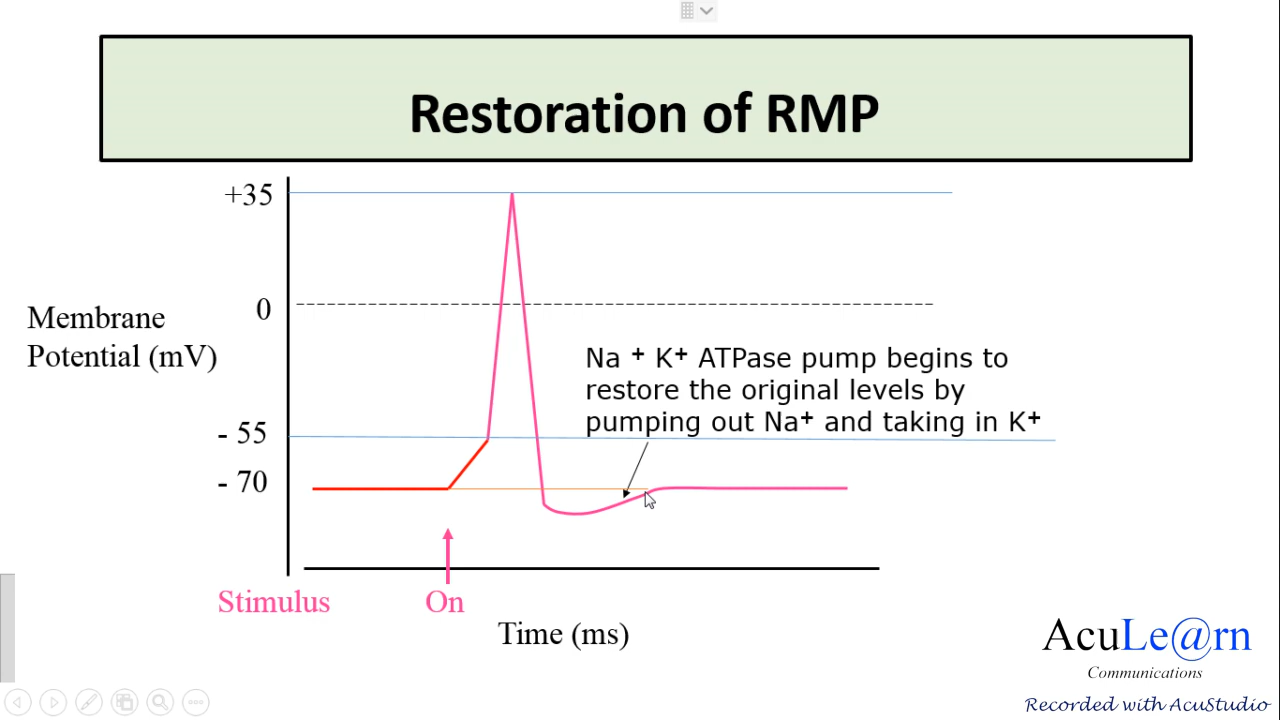 Restoration of RMP
+35
0
Membrane
Potential (mV)
Na + K+ ATPase pump begins to
restore the original levels by
pumping out Na+ and taking in K+
- 55
- 70
Stimulus
On
Time (ms)
AcuLe@rn
Communications
Recorded with AcuStudio